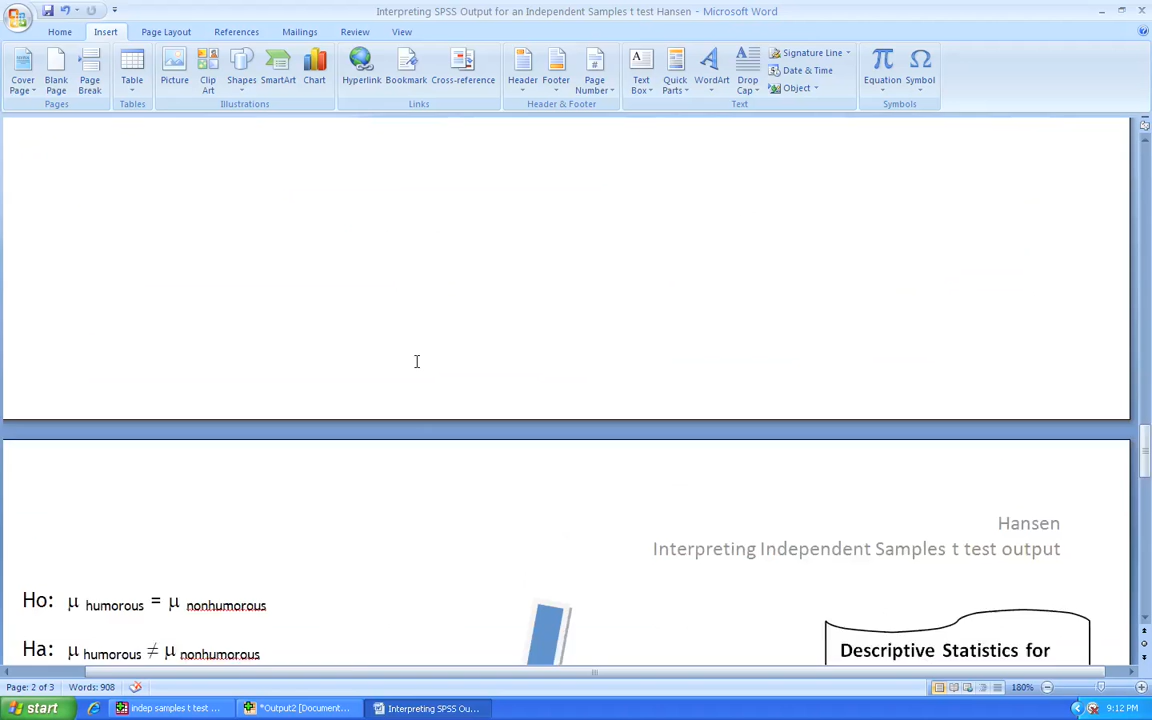 Interpreting SPSS Output for an Independent Samples t test Hansen - Microsoft Word
Home Insert Page Layout References Mailings Review View
Cover Page
Blank Page
Page Break
Pages
Table
Tables
Picture
Clip Art
Shapes
SmartArt
Chart
Illustrations
Hyperlink
Bookmark
Cross-reference
Links
Header
Footer
Page Number
Header & Footer
Text Box
Quick Parts
WordArt
Drop Cap
Signature Line
Date & Time
Object
Text
Equation
Symbol
Symbols
Hansen
Interpreting Independent Samples t test output
Ho: μ humorous = μ nonhumorous
Ha: μ humorous ≠ μ nonhumorous
Descriptive Statistics for
Page: 2 of 3 Words: 908 180%
start indep samples t test ... *Output2 [Document... Interpreting SPSS Ou... 9:12 PM